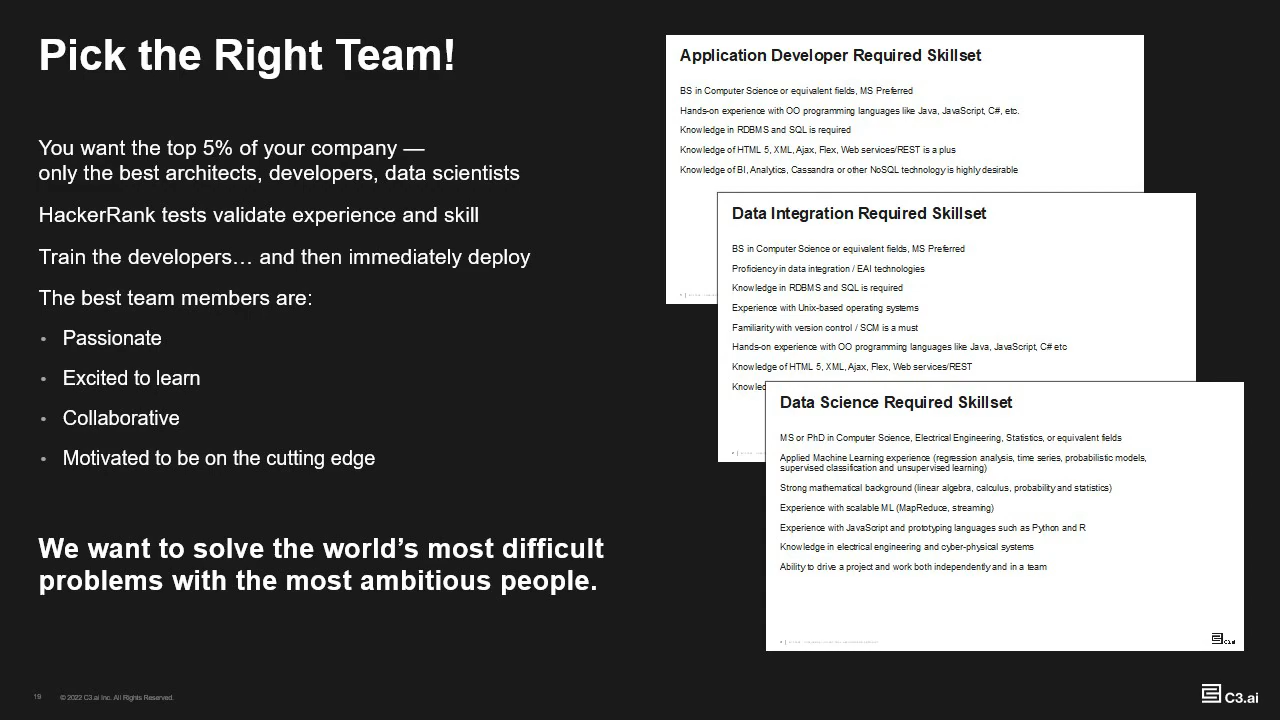 Pick the Right Team!
You want the top 5% of your company —
only the best architects, developers, data scientists
HackerRank tests validate experience and skill
Train the developers… and then immediately deploy
The best team members are:
• Passionate
• Excited to learn
• Collaborative
• Motivated to be on the cutting edge
We want to solve the world’s most difficult
problems with the most ambitious people.
Application Developer Required Skillset
BS in Computer Science or equivalent fields, MS Preferred
Hands-on experience with OO programming languages like Java, JavaScript, C#, etc.
Knowledge in RDBMS and SQL is required
Knowledge of HTML 5, XML, Ajax, Flex, Web services/REST is a plus
Knowledge of BI, Analytics, Cassandra or other NoSQL technology is highly desirable
Data Integration Required Skillset
BS in Computer Science or equivalent fields, MS Preferred
Proficiency in data integration / EAI technologies
Knowledge in RDBMS and SQL is required
Experience with Unix-based operating systems
Familiarity with version control / SCM is a must
Hands-on experience with OO programming languages like Java, JavaScript, C# etc
Knowledge of HTML 5, XML, Ajax, Flex, Web services/REST
Data Science Required Skillset
MS or PhD in Computer Science, Electrical Engineering, Statistics, or equivalent fields
Applied Machine Learning experience (regression analysis, time series, probabilistic models,
supervised classification and unsupervised learning)
Strong mathematical background (linear algebra, calculus, probability and statistics)
Experience with scalable ML (MapReduce, streaming)
Experience with JavaScript and prototyping languages such as Python and R
Knowledge in electrical engineering and cyber-physical systems
Ability to drive a project and work both independently and in a team
C3.ai
19
© 2022 C3.ai Inc. All Rights Reserved.
C3.ai